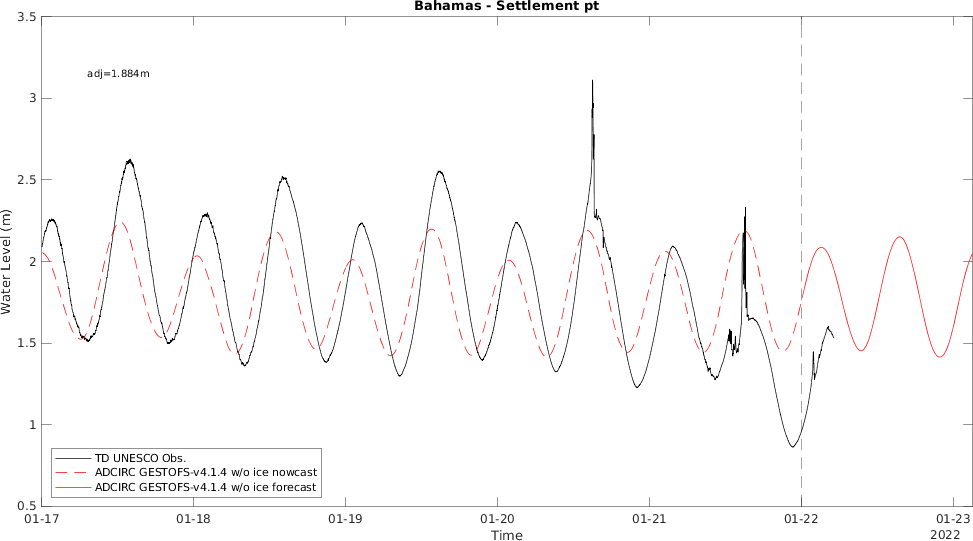 Bahamas - Settlement pt
3.5
adj=1.884m
3
2.5
2
1.5
1
0.5
Water Level (m)
TD UNESCO Obs.
ADCIRC GESTOFS-v4.1.4 w/o ice nowcast
ADCIRC GESTOFS-v4.1.4 w/o ice forecast
01-17 01-18 01-19 01-20 01-21 01-22 01-23
Time 2022